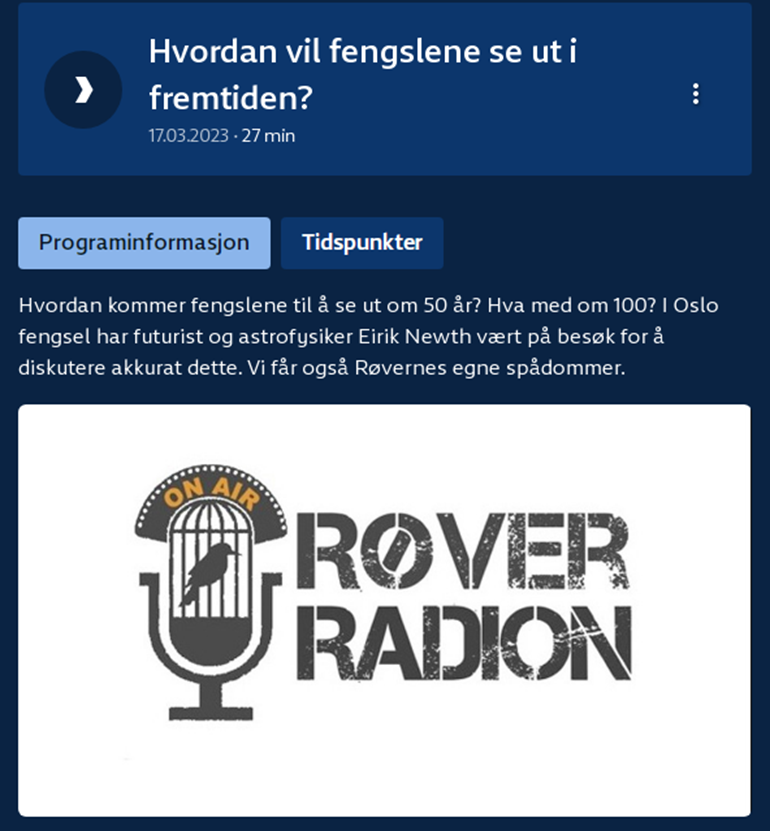 Hvordan vil fengslene se ut i
fremtiden?
17.03.2023 · 27 min
Programinformasjon
Tidspunkter
Hvordan kommer fengslene til å se ut om 50 år? Hva med om 100? I Oslo
fengsel har futurist og astrofysiker Eirik Newth vært på besøk for å
diskutere akkurat dette. Vi får også Røvernes egne spådommer.
ON AIR
RØVER
RADION